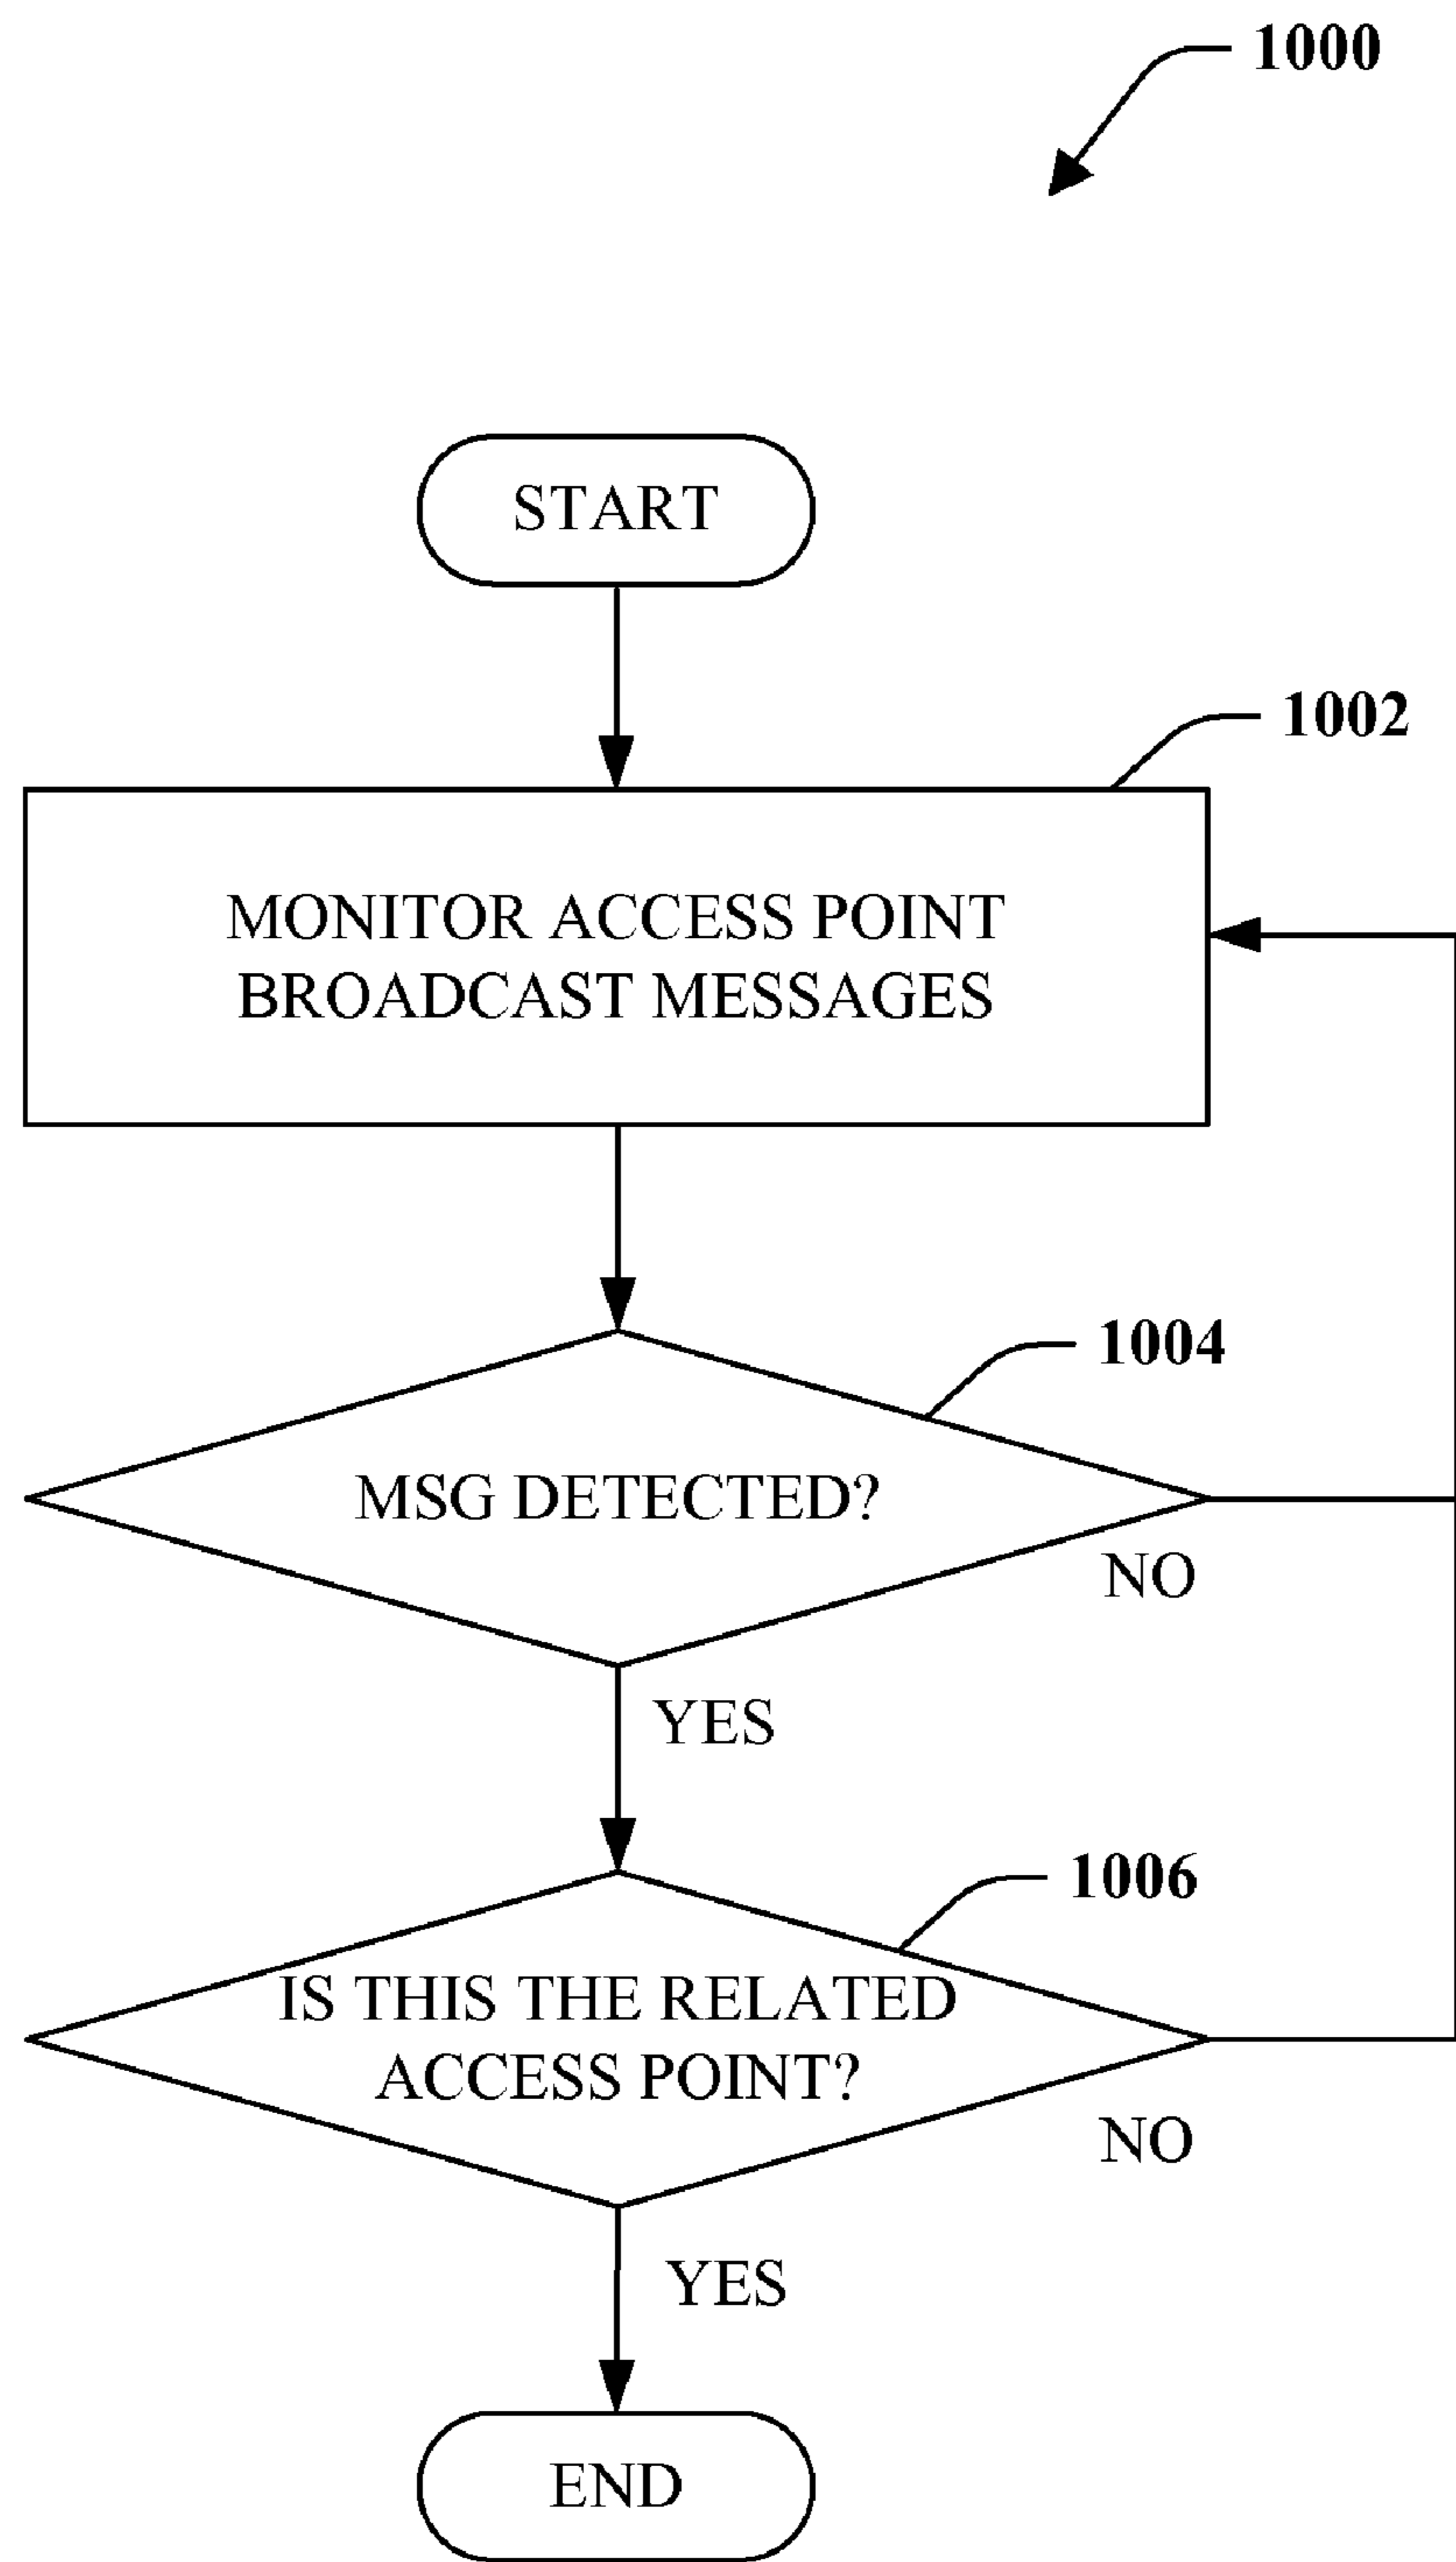 1000
START
1002
MONITOR ACCESS POINT
BROADCAST MESSAGES
1004
MSG DETECTED?
NO
YES
1006
IS THIS THE RELATED
ACCESS POINT?
NO
YES
END